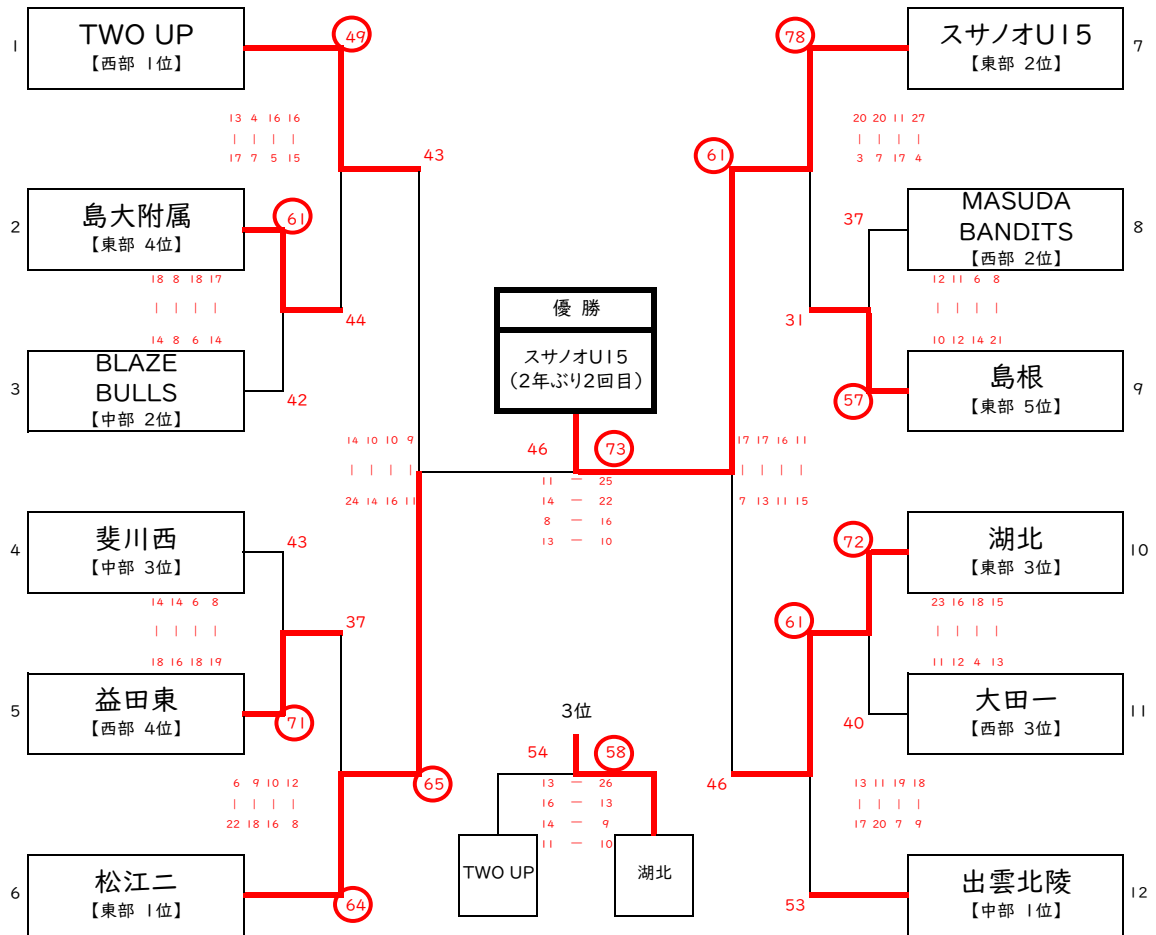 1
TWO UP
【西部 1位】
49
13 4 16 16
| | | |
17 7 5 15
43
2
島大附属
【東部 4位】
61
18 8 18 17
| | | |
14 8 6 14
44
3
BLAZE
BULLS
【中部 2位】
42
14 10 10 9
| | | |
24 14 16 11
4
斐川西
【中部 3位】
43
14 14 6 8
| | | |
18 16 18 19
37
5
益田東
【西部 4位】
71
6 9 10 12
| | | |
22 18 16 8
65
6
松江二
【東部 1位】
64
優 勝
スサノオU15
(2年ぶり2回目)
46 73
11 — 25
14 — 22
8 — 16
13 — 10
3位
54 58
13 — 26
16 — 13
14 — 9
11 — 10
TWO UP
湖北
78
スサノオU15
【東部 2位】
7
20 20 11 27
| | | |
3 7 17 4
61
37
MASUDA
BANDITS
【西部 2位】
8
12 11 6 8
| | | |
10 12 14 21
31
57
島根
【東部 5位】
9
17 17 16 11
| | | |
7 13 11 15
72
湖北
【東部 3位】
10
23 16 18 15
| | | |
11 12 4 13
61
40
大田一
【西部 3位】
11
46
13 11 19 18
| | | |
17 20 7 9
53
出雲北陵
【中部 1位】
12